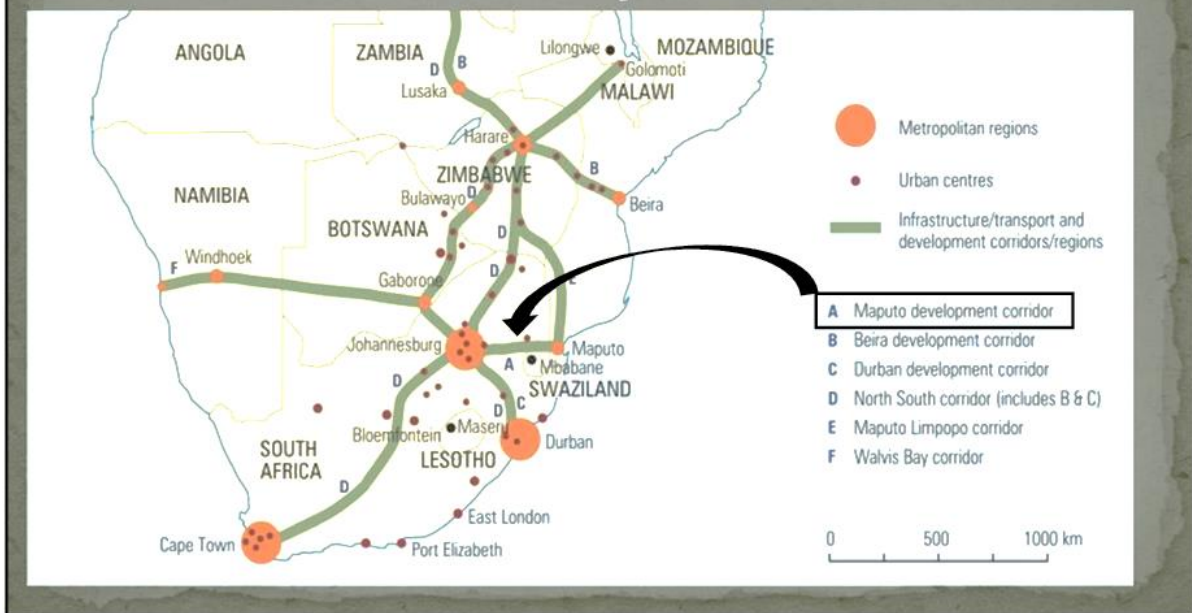 ANGOLA
ZAMBIA
Lilongwe
MOZAMBIQUE
D B
Golomoti
Lusaka
MALAWI
Harare
Metropolitan regions
B
ZIMBABWE
NAMIBIA
Urban centres
Bulawayo
D
Beira
BOTSWANA
D
Infrastructure/transport and
development corridors/regions
Windhoek
F
Gaborone
D
E
A Maputo development corridor
B Beira development corridor
C Durban development corridor
D North South corridor (includes B & C)
E Maputo Limpopo corridor
F Walvis Bay corridor
Johannesburg
Maputo
A
Mbabane
D
SWAZILAND
D C
Bloemfontein
Maseru
Durban
SOUTH
AFRICA
LESOTHO
D
East London
Cape Town
Port Elizabeth
0 500 1000 km